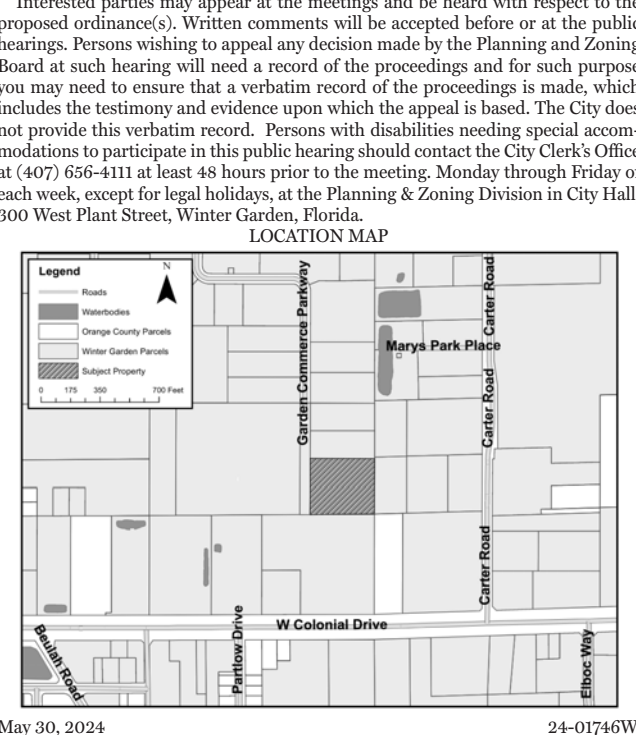 Interested parties may appear at the meetings and be heard with respect to the
proposed ordinance(s). Written comments will be accepted before or at the public
hearings. Persons wishing to appeal any decision made by the Planning and Zoning
Board at such hearing will need a record of the proceedings and for such purpose
you may need to ensure that a verbatim record of the proceedings is made, which
includes the testimony and evidence upon which the appeal is based. The City does
not provide this verbatim record. Persons with disabilities needing special accom-
modations to participate in this public hearing should contact the City Clerk's Office
at (407) 656-4111 at least 48 hours prior to the meeting. Monday through Friday of
each week, except for legal holidays, at the Planning & Zoning Division in City Hall
300 West Plant Street, Winter Garden, Florida.
LOCATION MAP
Legend
N
Roads
Waterbodies
Orange County Parcels
Winter Garden Parcels
Subject Property
0 175 350 700 Feet
Garden Commerce Parkway
Carter Road
Marys Park Place
Carter Road
Carter Road
W Colonial Drive
Beulah Road
Partlow Drive
Elboc Way
May 30, 2024 24-01746W